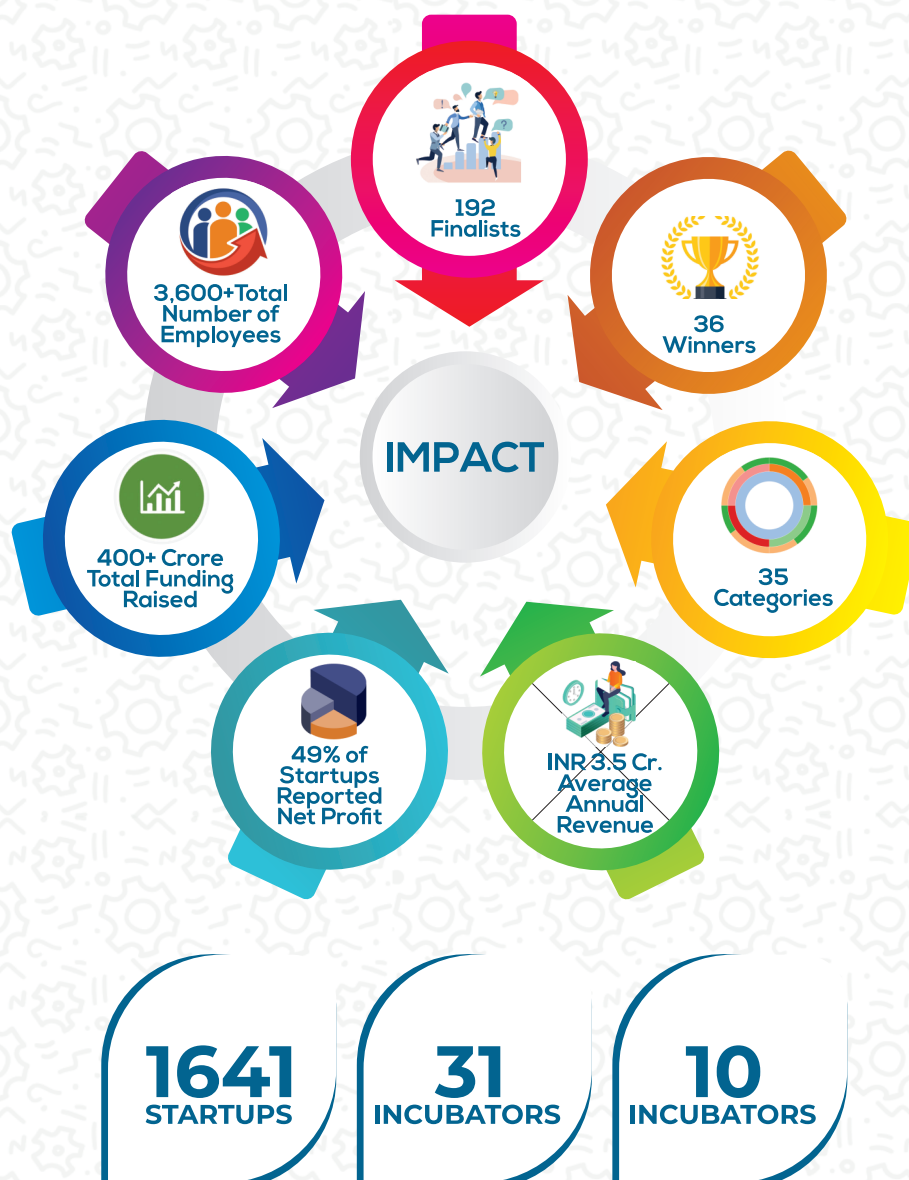 192
Finalists
3,600+Total
Number of
Employees
36
Winners
IMPACT
400+ Crore
Total Funding
Raised
35
Categories
49% of
Startups
Reported
Net Profit
INR 3.5 Cr.
Average
Annual
Revenue
1641
STARTUPS
31
INCUBATORS
10
INCUBATORS